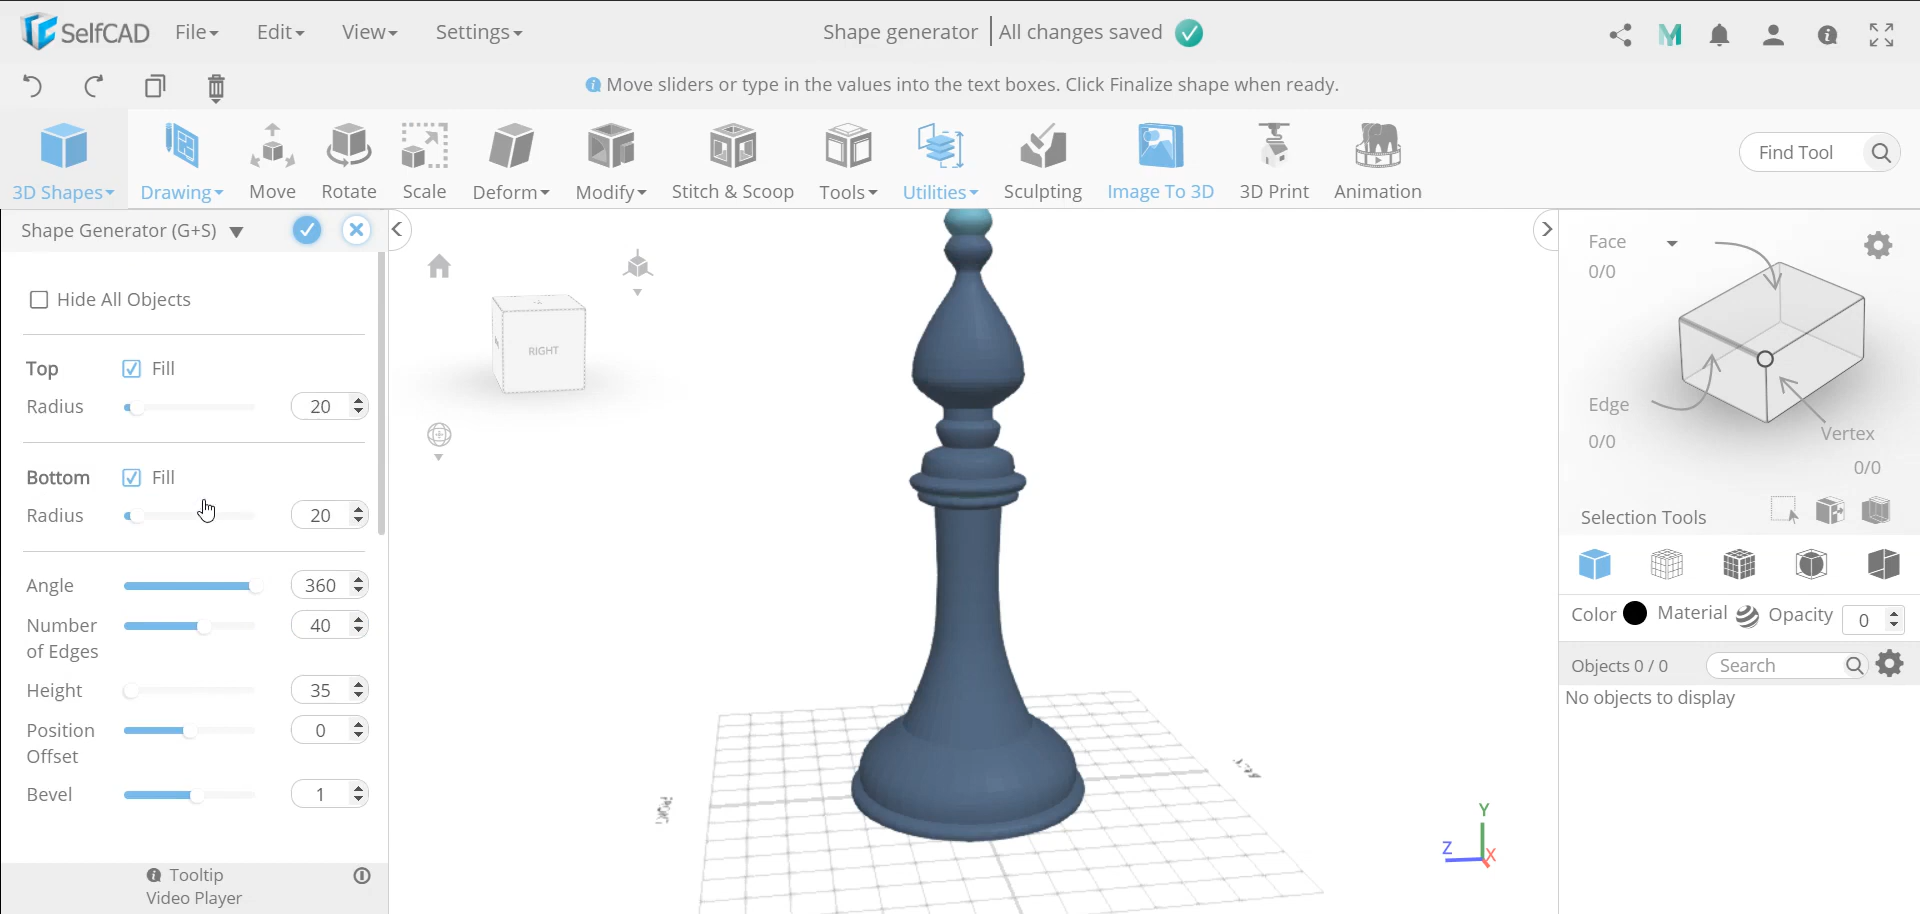 SelfCAD File Edit View Settings Shape generator All changes saved
Move sliders or type in the values into the text boxes. Click Finalize shape when ready.
3D Shapes Drawing Move Rotate Scale Deform Modify Stitch & Scoop Tools Utilities Sculpting Image To 3D 3D Print Animation Find Tool
Shape Generator (G+S)
Hide All Objects
Top Fill
Radius 20
Bottom Fill
Radius 20
Angle 360
Number
of Edges
40
Height 35
Position
Offset
0
Bevel 1
Tooltip
Video Player
RIGHT
Y
Z
X
Face
0/0
Edge
0/0
Vertex
0/0
Selection Tools
Color Material Opacity 0
Objects 0 / 0 Search
No objects to display